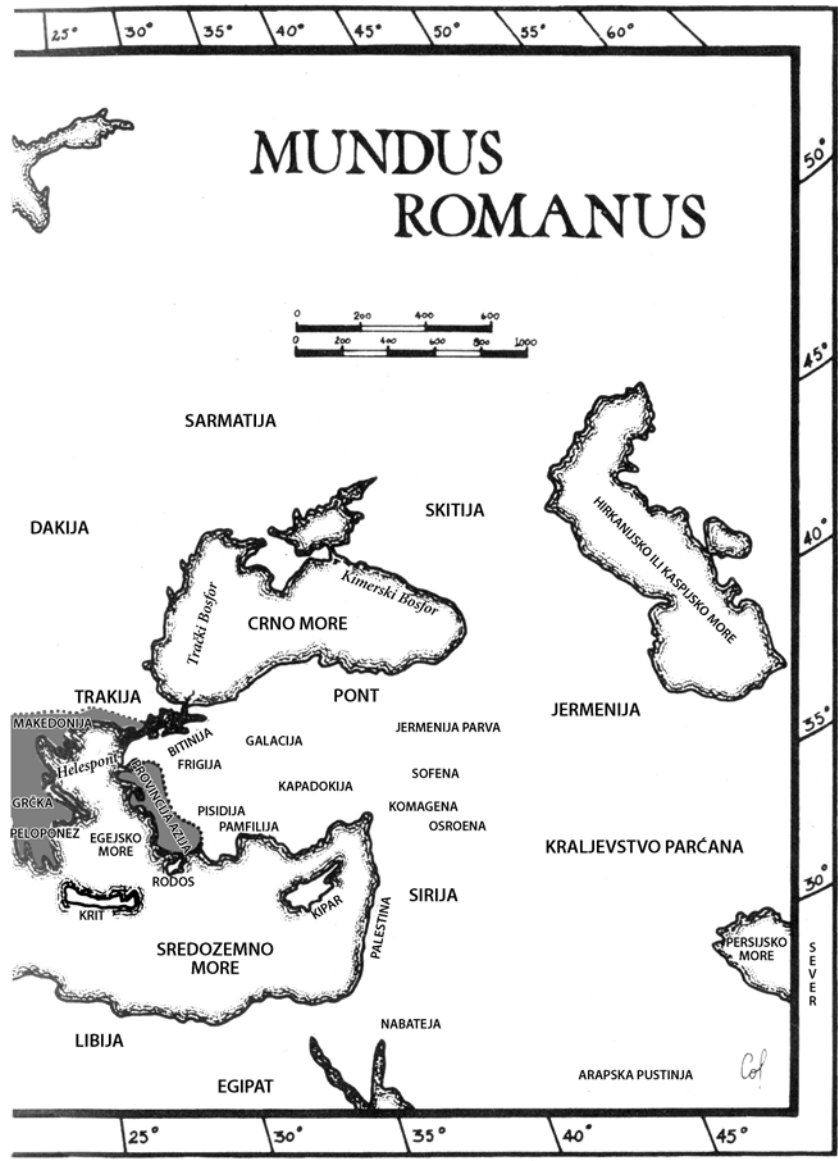 25° 30° 35° 40° 45° 50° 55° 60°
MUNDUS
ROMANUS
50°
0 200 400 600
0 200 400 600 800 1000
45°
SARMATIJA
SKITIJA
DAKIJA
HIRKANUSKO ILI KASPIJSKO MORE
40°
Kimerski Bosfor
Trački Bosfor
CRNO MORE
TRAKIJA
PONT
JERMENIJA
MAKEDONIJA
JERMENIJA PARVA
35°
BITINIJA
GALACIJA
Helespont
FRIGIJA
PROVINCIJA AZIJA
SOFENA
KAPADOKIJA
GRČKA
PISIDIJA
KOMAGENA
PELOPONEZ
PAMFILIJA
OSROENA
EGEJSKO
MORE
KRALJEVSTVO PARĆANA
RODOS
30°
SIRIJA
KRIT
KIPAR
PALESTINA
SREDOZEMNO
MORE
PERSIJSKO
MORE
SEVER
NABATEJA
LIBIJA
EGIPAT
ARAPSKA PUSTINJA
25° 30° 35° 40° 45°